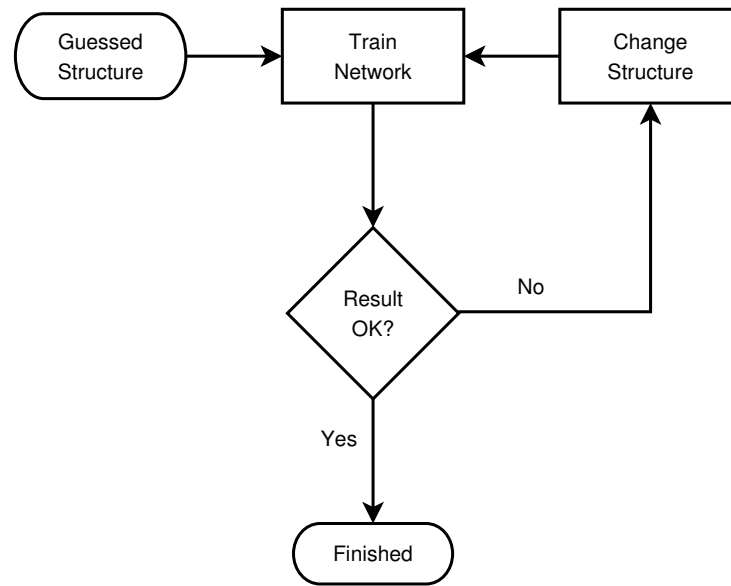 Guessed
Structure
Train
Network
Change
Structure
Result
OK?
No
Yes
Finished